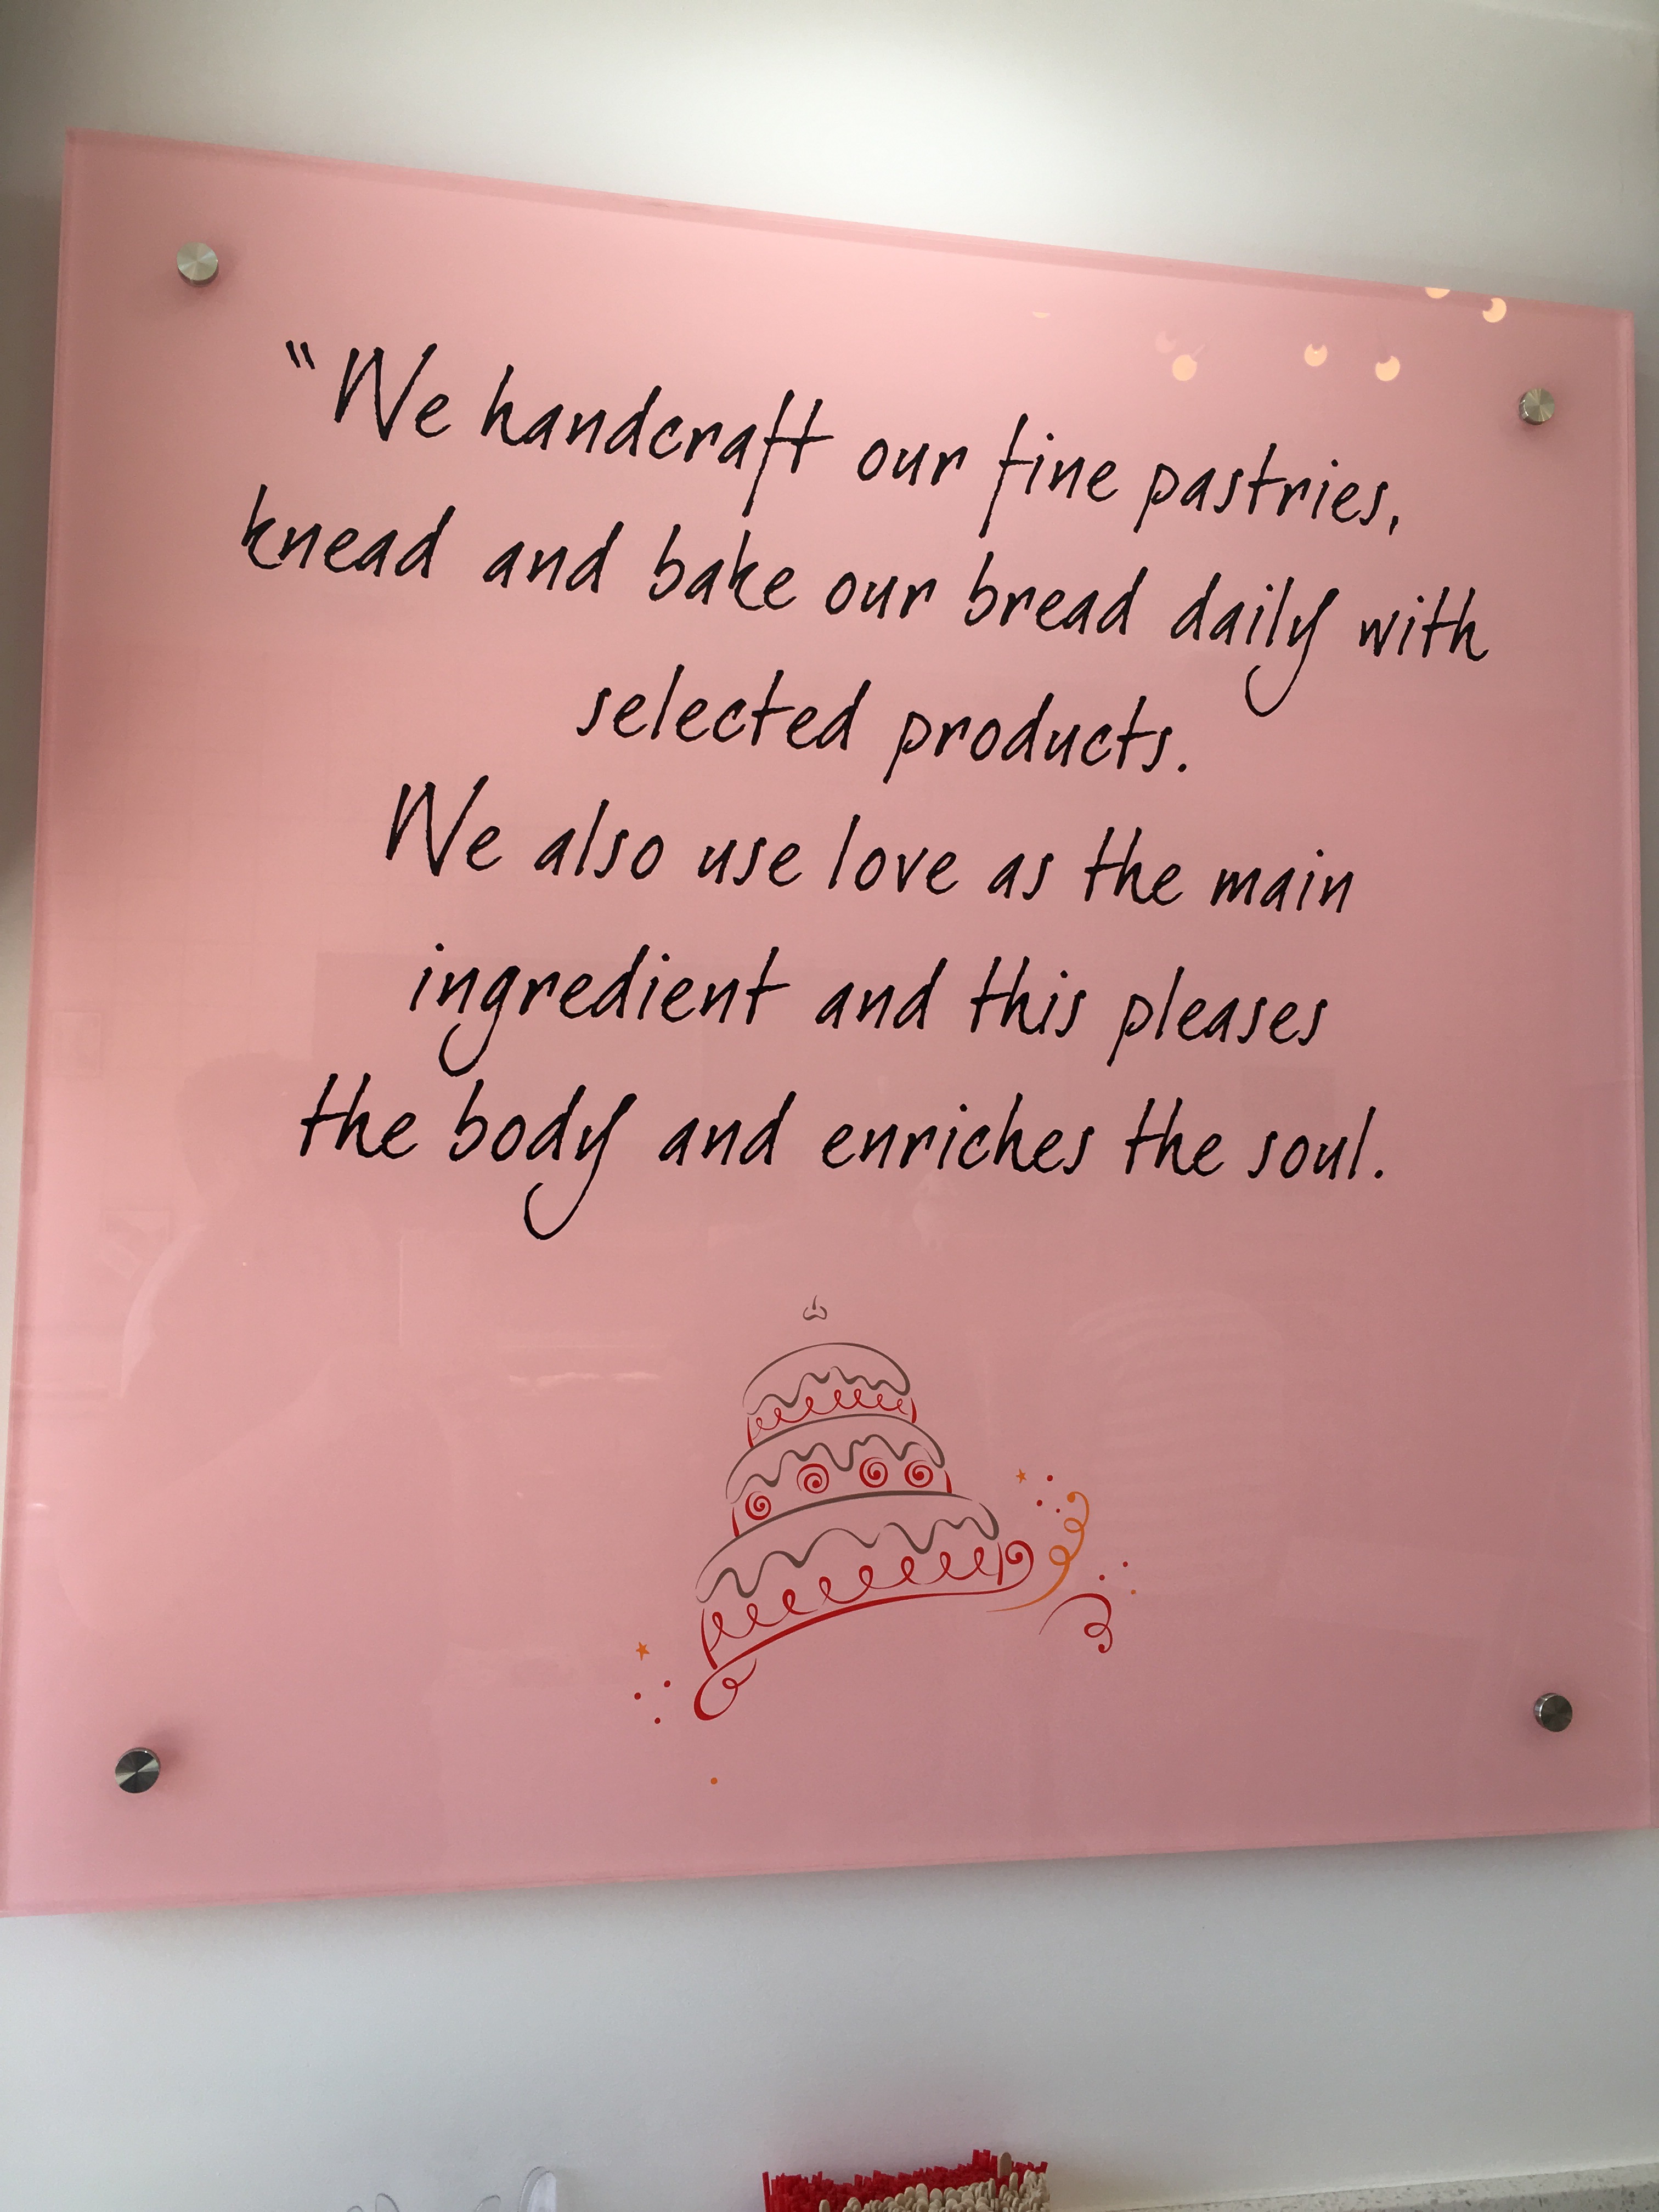 “We handcraft our fine pastries,
knead and bake our bread daily with
selected products.
We also use love as the main
ingredient and this pleases
the body and enriches the soul.